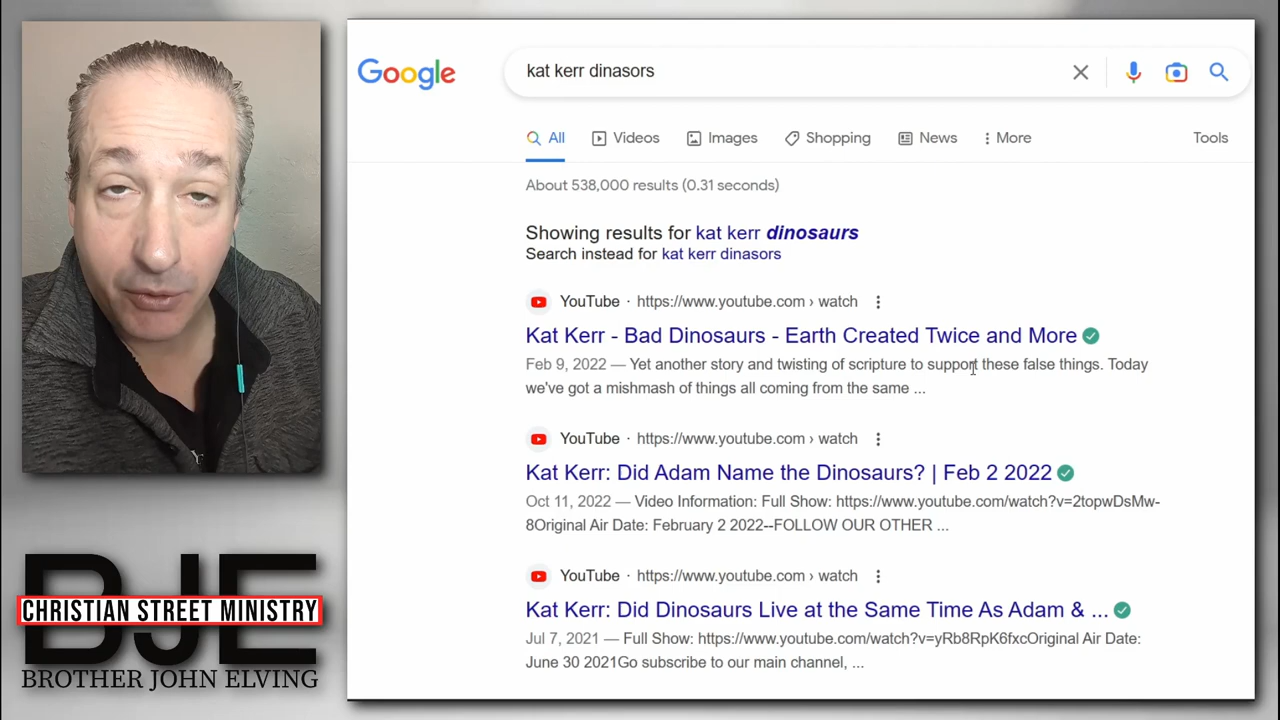 Google
kat kerr dinasors
All Videos Images Shopping News More Tools
About 538,000 results (0.31 seconds)
Showing results for kat kerr dinosaurs
Search instead for kat kerr dinasors
YouTube · https://www.youtube.com › watch
Kat Kerr - Bad Dinosaurs - Earth Created Twice and More
Feb 9, 2022 — Yet another story and twisting of scripture to support these false things. Today
we've got a mishmash of things all coming from the same ...
YouTube · https://www.youtube.com › watch
Kat Kerr: Did Adam Name the Dinosaurs? | Feb 2 2022
Oct 11, 2022 — Video Information: Full Show: https://www.youtube.com/watch?v=2topwDsMw-
8Original Air Date: February 2 2022--FOLLOW OUR OTHER ...
YouTube · https://www.youtube.com › watch
Kat Kerr: Did Dinosaurs Live at the Same Time As Adam & ...
Jul 7, 2021 — Full Show: https://www.youtube.com/watch?v=yRb8RpK6fxcOriginal Air Date:
June 30 2021Go subscribe to our main channel, ...
BJE
CHRISTIAN STREET MINISTRY
BROTHER JOHN ELVING